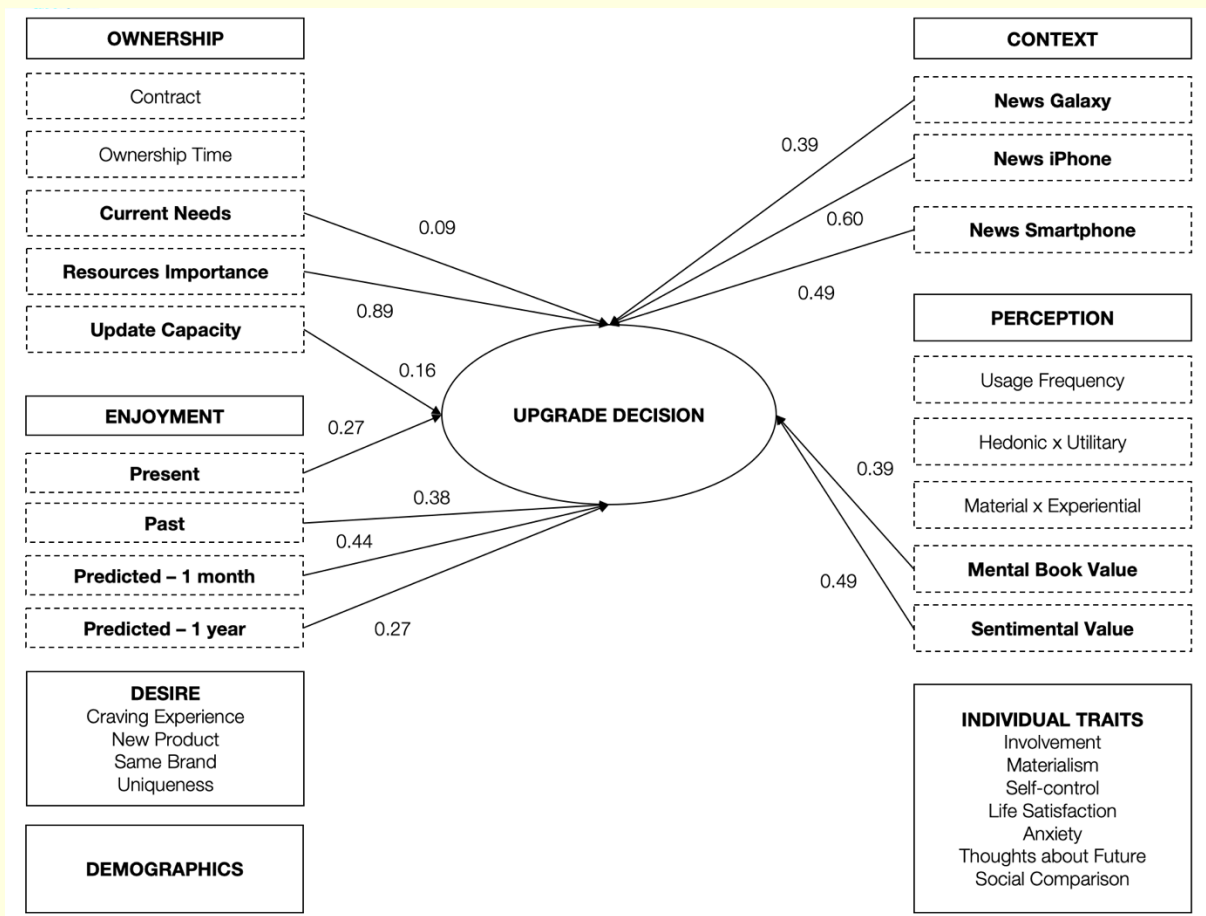 OWNERSHIP
Contract
Ownership Time
Current Needs
Resources Importance
Update Capacity
0.09
0.89
0.16
ENJOYMENT
Present
Past
Predicted – 1 month
Predicted – 1 year
0.27
0.38
0.44
0.27
DESIRE
Craving Experience
New Product
Same Brand
Uniqueness
DEMOGRAPHICS
UPGRADE DECISION
CONTEXT
News Galaxy
News iPhone
News Smartphone
0.39
0.60
0.49
PERCEPTION
Usage Frequency
Hedonic x Utilitary
Material x Experiential
Mental Book Value
Sentimental Value
0.39
0.49
INDIVIDUAL TRAITS
Involvement
Materialism
Self-control
Life Satisfaction
Anxiety
Thoughts about Future
Social Comparison